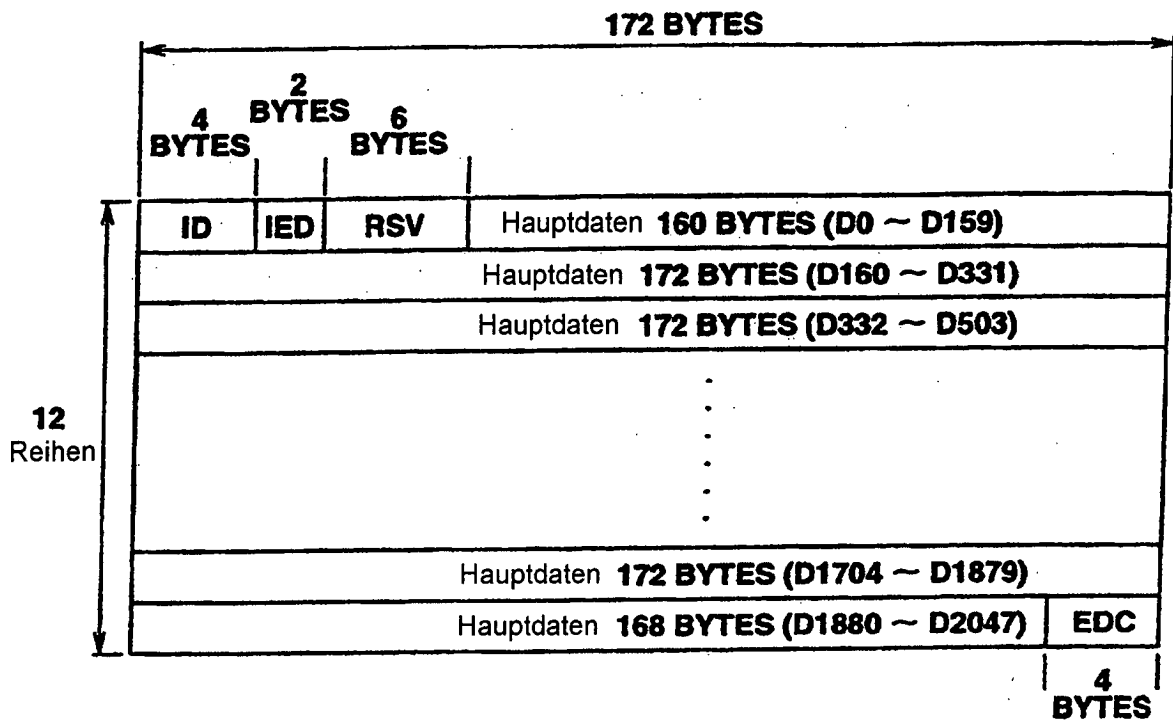 172 BYTES
2
BYTES
4
BYTES
6
BYTES
ID IED RSV Hauptdaten 160 BYTES (D0 ~ D159)
Hauptdaten 172 BYTES (D160 ~ D331)
Hauptdaten 172 BYTES (D332 ~ D503)
12
Reihen
Hauptdaten 172 BYTES (D1704 ~ D1879)
Hauptdaten 168 BYTES (D1880 ~ D2047) EDC
4
BYTES